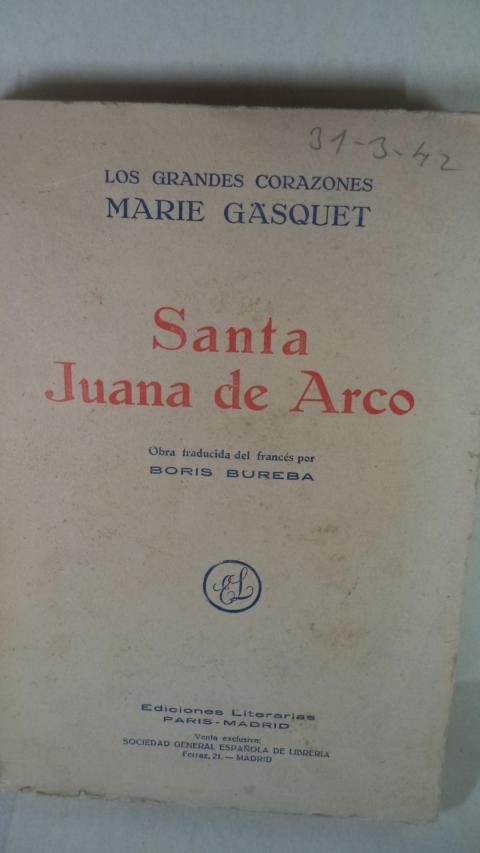 31-3-42
LOS GRANDES CORAZONES
MARIE GASQUET
Santa
Juana de Arco
Obra traducida del francés por
BORIS BUREBA
EL
Ediciones Literarias
PARIS-MADRID
Venta exclusiva:
SOCIEDAD GENERAL ESPAÑOLA DE LIBRERIA
Ferraz, 21. — MADRID